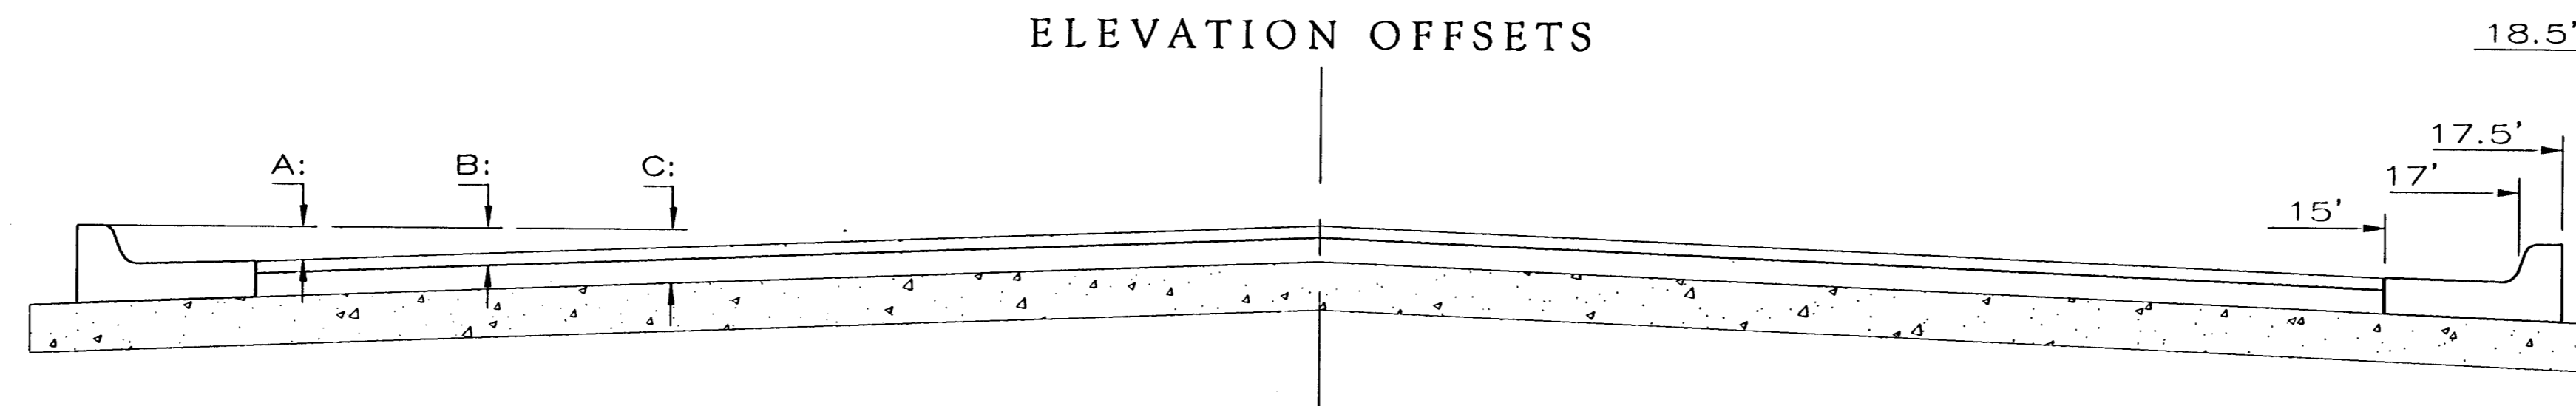 ELEVATION OFFSETS
18.5'
17.5'
A:
B:
C:
17'
15'